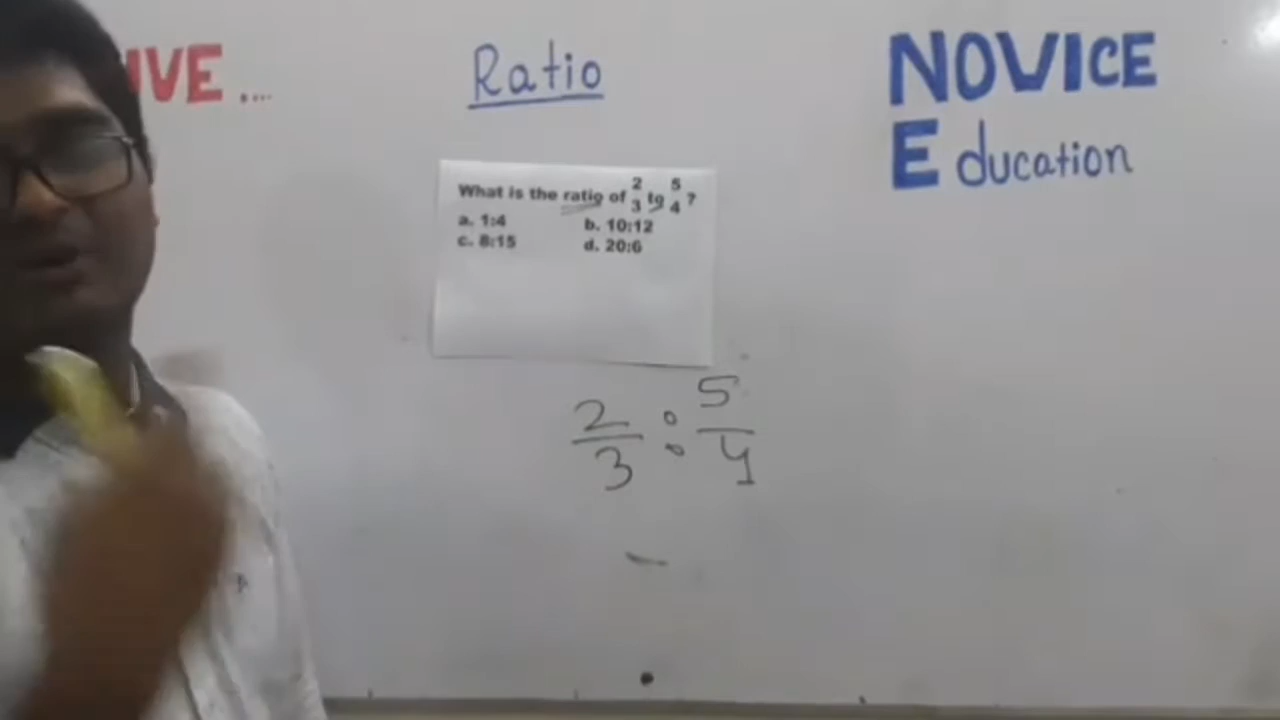 IVE ....
Ratio
NOVICE
Education
What is the ratio of 2/3 to 5/4 ?
a. 1:4 b. 10:12
c. 8:15 d. 20:6
2/3 : 5/4